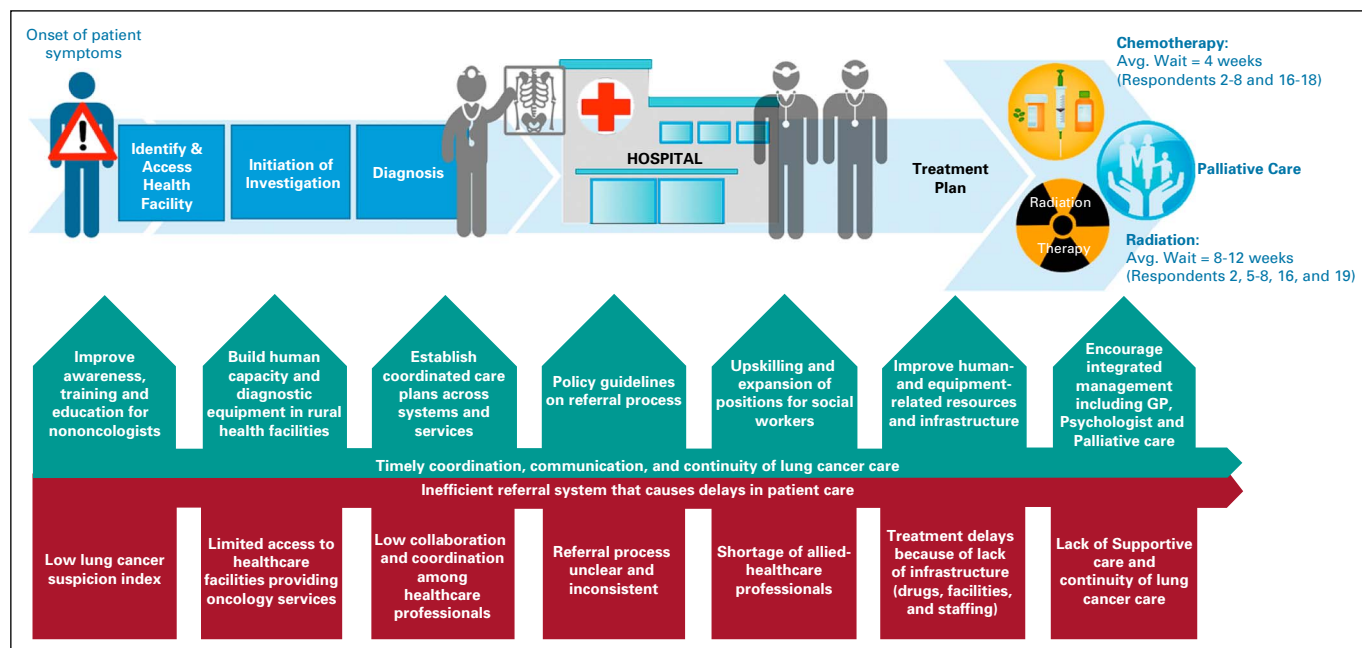 Onset of patient
symptoms
Identify &
Access
Health
Facility
Initiation of
Investigation
Diagnosis
HOSPITAL
Treatment
Plan
Chemotherapy:
Avg. Wait = 4 weeks
(Respondents 2-8 and 16-18)
Palliative Care
Radiation
Therapy
Radiation:
Avg. Wait = 8-12 weeks
(Respondents 2, 5-8, 16, and 19)
Improve
awareness,
training and
education for
nononcologists
Build human
capacity and
diagnostic
equipment in rural
health facilities
Establish
coordinated care
plans across
systems and
services
Policy guidelines
on referral process
Upskilling and
expansion of
positions for social
workers
Improve human-
and equipment-
related resources
and infrastructure
Encourage
integrated
management
including GP,
Psychologist and
Palliative care
Timely coordination, communication, and continuity of lung cancer care
Inefficient referral system that causes delays in patient care
Low lung cancer
suspicion index
Limited access to
healthcare
facilities providing
oncology services
Low collaboration
and coordination
among
healthcare
professionals
Referral process
unclear and
inconsistent
Shortage of allied-
healthcare
professionals
Treatment delays
because of lack
of infrastructure
(drugs, facilities,
and staffing)
Lack of Supportive
care and
continuity of lung
cancer care